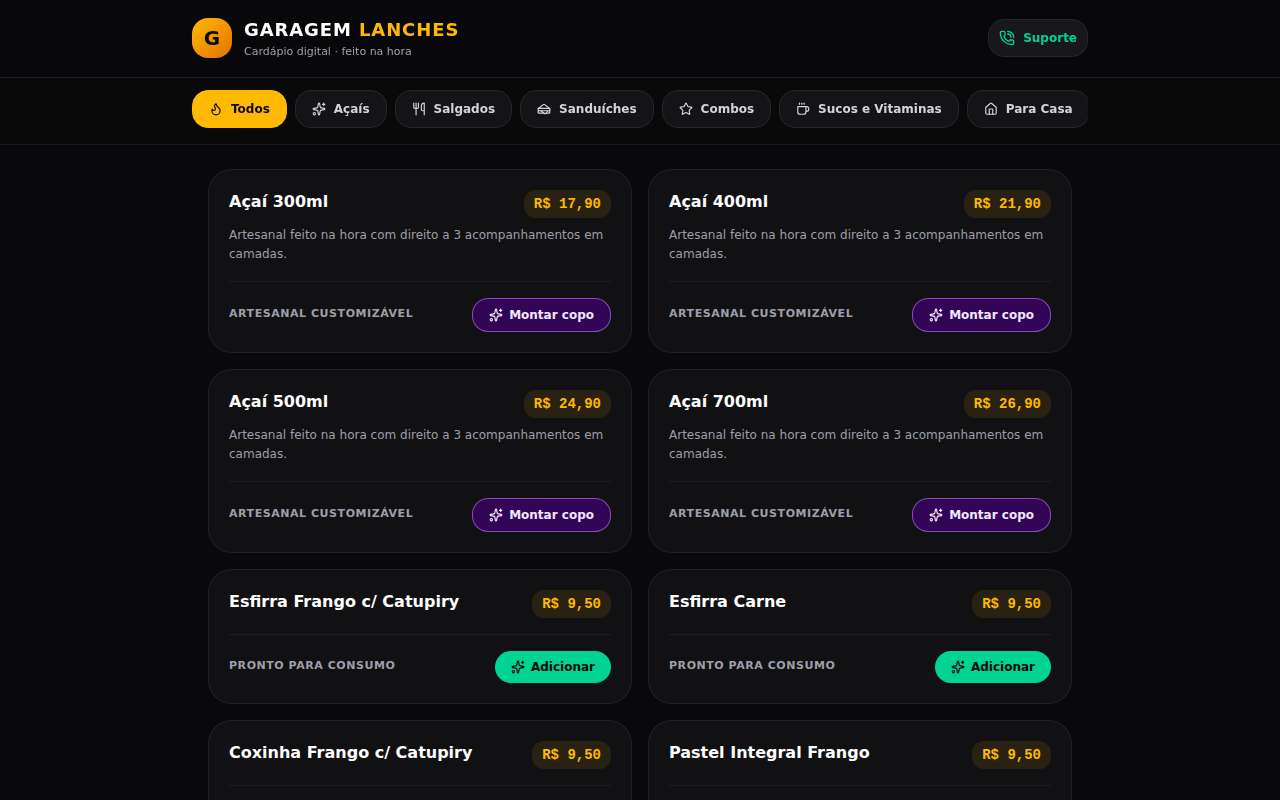 G
GARAGEM LANCHES
Cardápio digital · feito na hora
Suporte
Todos
Açaís
Salgados
Sanduíches
Combos
Sucos e Vitaminas
Para Casa
Açaí 300ml
R$ 17,90
Artesanal feito na hora com direito a 3 acompanhamentos em
camadas.
ARTESANAL CUSTOMIZÁVEL
Montar copo
Açaí 400ml
R$ 21,90
Artesanal feito na hora com direito a 3 acompanhamentos em
camadas.
ARTESANAL CUSTOMIZÁVEL
Montar copo
Açaí 500ml
R$ 24,90
Artesanal feito na hora com direito a 3 acompanhamentos em
camadas.
ARTESANAL CUSTOMIZÁVEL
Montar copo
Açaí 700ml
R$ 26,90
Artesanal feito na hora com direito a 3 acompanhamentos em
camadas.
ARTESANAL CUSTOMIZÁVEL
Montar copo
Esfirra Frango c/ Catupiry
R$ 9,50
PRONTO PARA CONSUMO
Adicionar
Esfirra Carne
R$ 9,50
PRONTO PARA CONSUMO
Adicionar
Coxinha Frango c/ Catupiry
R$ 9,50
Pastel Integral Frango
R$ 9,50